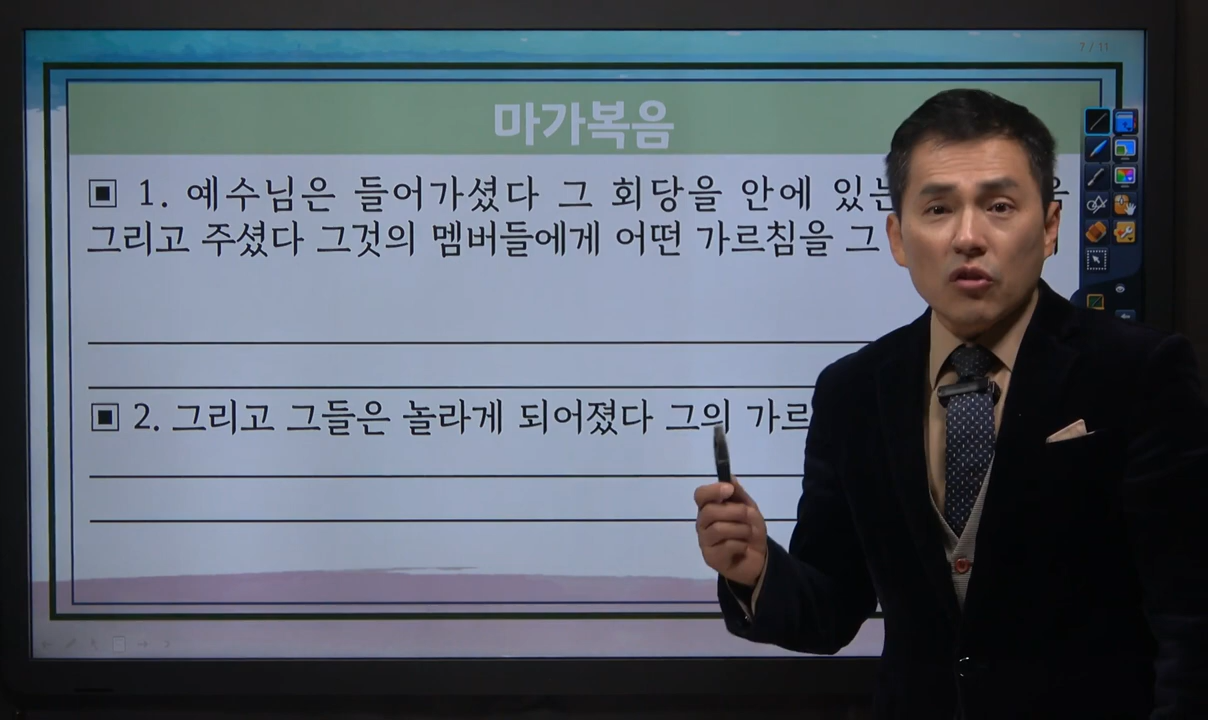 7 / 11
마가복음
▣ 1. 예수님은 들어가셨다 그 회당을 안에 있는
그리고 주셨다 그것의 멤버들에게 어떤 가르침을 그
▣ 2. 그리고 그들은 놀라게 되어졌다 그의